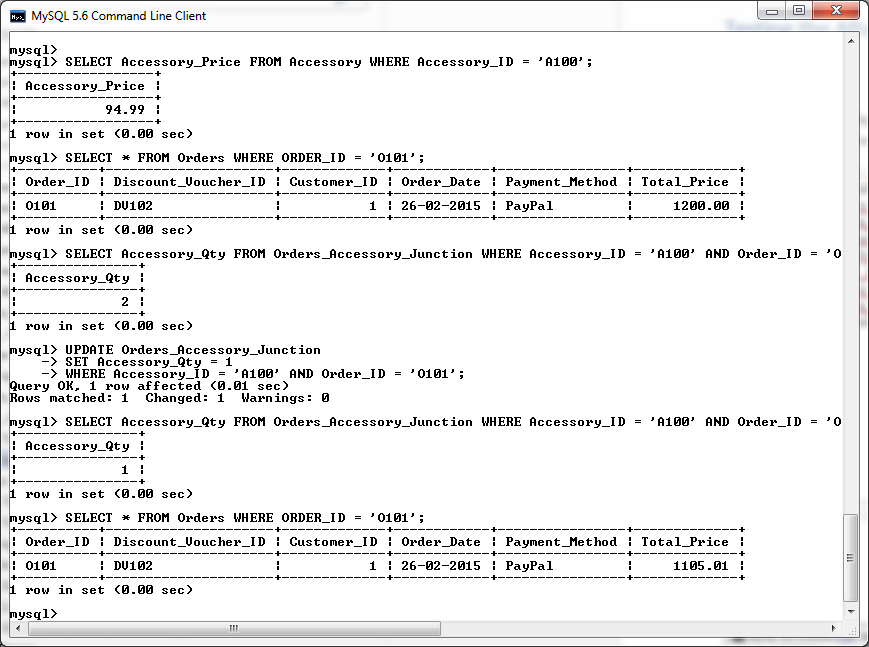 MySQL 5.6 Command Line Client
mysql>
mysql> SELECT Accessory_Price FROM Accessory WHERE Accessory_ID = 'A100';
+-----------------+
| Accessory_Price |
+-----------------+
|           94.99 |
+-----------------+
1 row in set (0.00 sec)
mysql> SELECT * FROM Orders WHERE ORDER_ID = 'O101';
+----------+---------------------+-------------+------------+----------------+-------------+
| Order_ID | Discount_Voucher_ID | Customer_ID | Order_Date | Payment_Method | Total_Price |
+----------+---------------------+-------------+------------+----------------+-------------+
| O101     | DV102               |           1 | 26-02-2015 | PayPal         |     1200.00 |
+----------+---------------------+-------------+------------+----------------+-------------+
1 row in set (0.00 sec)
mysql> SELECT Accessory_Qty FROM Orders_Accessory_Junction WHERE Accessory_ID = 'A100' AND Order_ID = 'O
+---------------+
| Accessory_Qty |
+---------------+
|             2 |
+---------------+
1 row in set (0.00 sec)
mysql> UPDATE Orders_Accessory_Junction
    -> SET Accessory_Qty = 1
    -> WHERE Accessory_ID = 'A100' AND Order_ID = 'O101';
Query OK, 1 row affected (0.01 sec)
Rows matched: 1  Changed: 1  Warnings: 0
mysql> SELECT Accessory_Qty FROM Orders_Accessory_Junction WHERE Accessory_ID = 'A100' AND Order_ID = 'O
+---------------+
| Accessory_Qty |
+---------------+
|             1 |
+---------------+
1 row in set (0.00 sec)
mysql> SELECT * FROM Orders WHERE ORDER_ID = 'O101';
+----------+---------------------+-------------+------------+----------------+-------------+
| Order_ID | Discount_Voucher_ID | Customer_ID | Order_Date | Payment_Method | Total_Price |
+----------+---------------------+-------------+------------+----------------+-------------+
| O101     | DV102               |           1 | 26-02-2015 | PayPal         |     1105.01 |
+----------+---------------------+-------------+------------+----------------+-------------+
1 row in set (0.00 sec)
mysql>